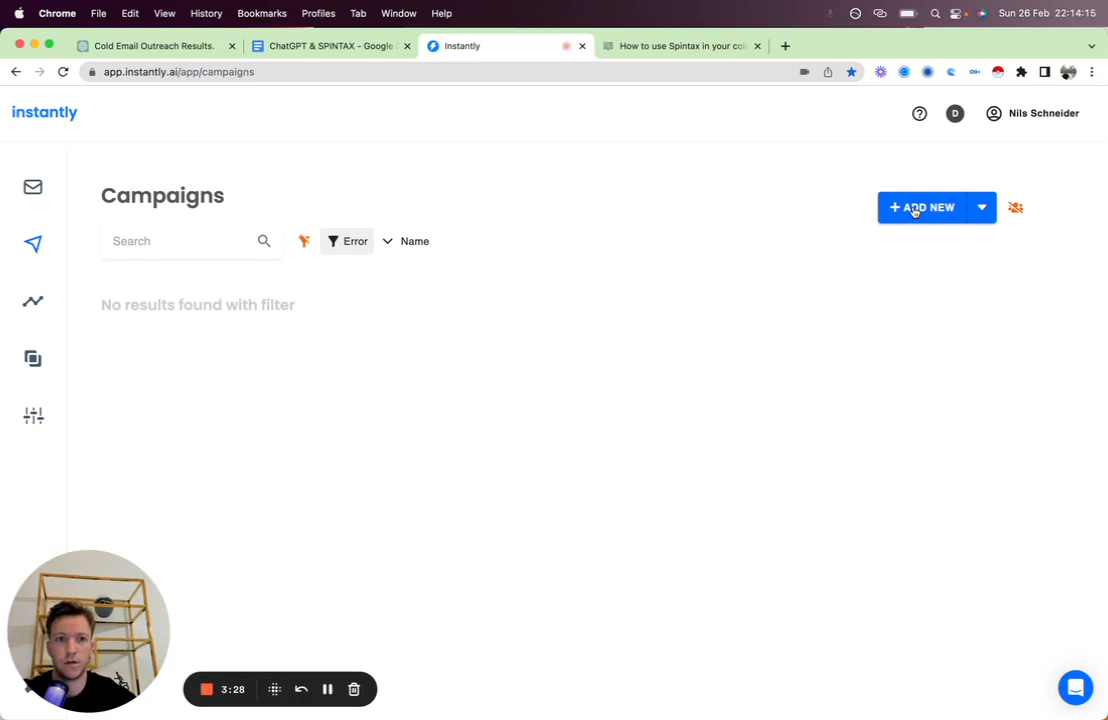 Chrome File Edit View History Bookmarks Profiles Tab Window Help Sun 26 Feb 22:14:15
Cold Email Outreach Results. ChatGPT & SPINTAX - Google Instantly How to use Spintax in your col
app.instantly.ai/app/campaigns
instantly D Nils Schneider
Campaigns
+ ADD NEW
Search Error Name
No results found with filter
3:28